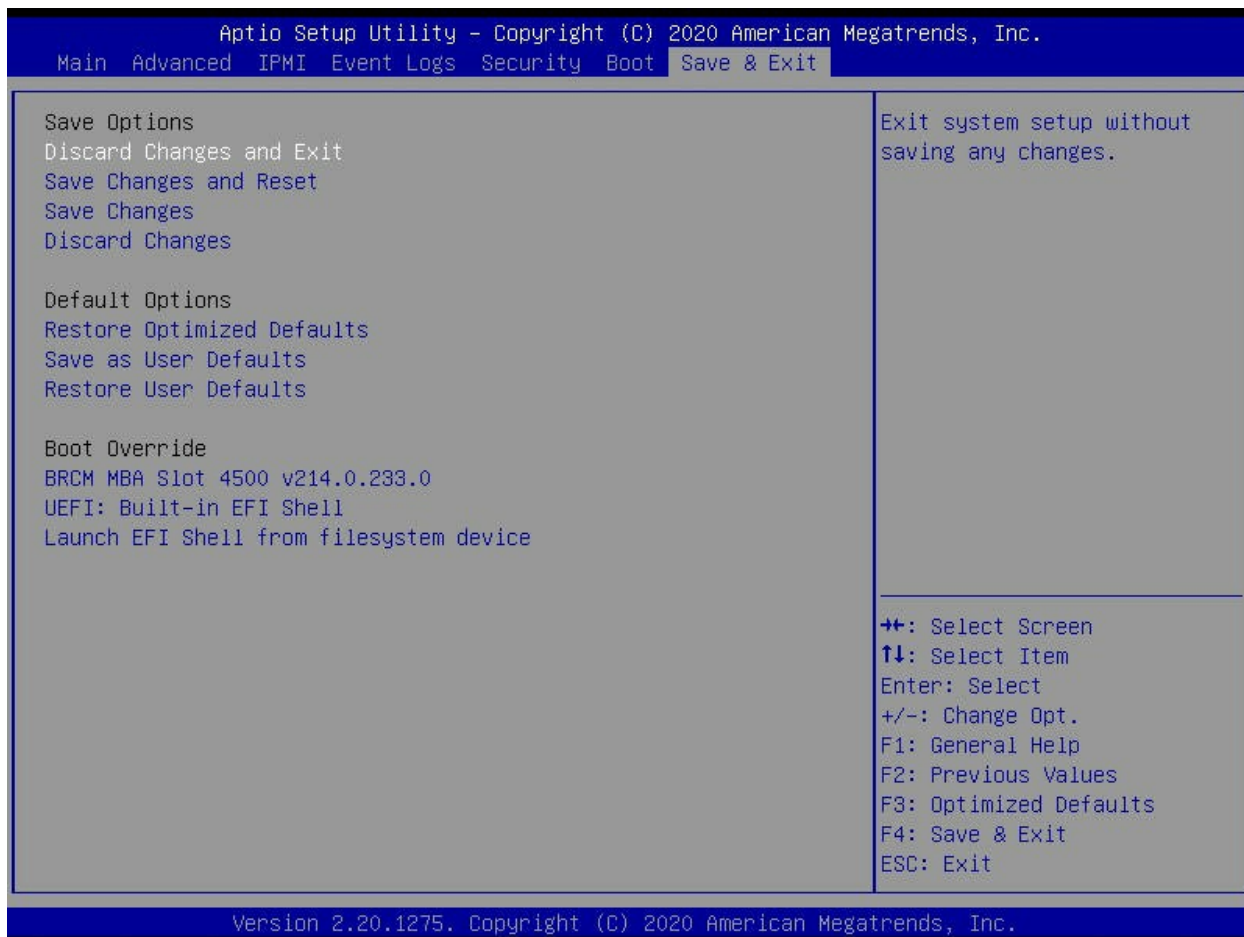 Aptio Setup Utility – Copyright (C) 2020 American Megatrends, Inc.
Main Advanced IPMI Event Logs Security Boot Save & Exit
Save Options
Discard Changes and Exit
Save Changes and Reset
Save Changes
Discard Changes
Default Options
Restore Optimized Defaults
Save as User Defaults
Restore User Defaults
Boot Override
BRCM MBA Slot 4500 v214.0.233.0
UEFI: Built-in EFI Shell
Launch EFI Shell from filesystem device
Exit system setup without
saving any changes.
→←: Select Screen
↑↓: Select Item
Enter: Select
+/-: Change Opt.
F1: General Help
F2: Previous Values
F3: Optimized Defaults
F4: Save & Exit
ESC: Exit
Version 2.20.1275. Copyright (C) 2020 American Megatrends, Inc.